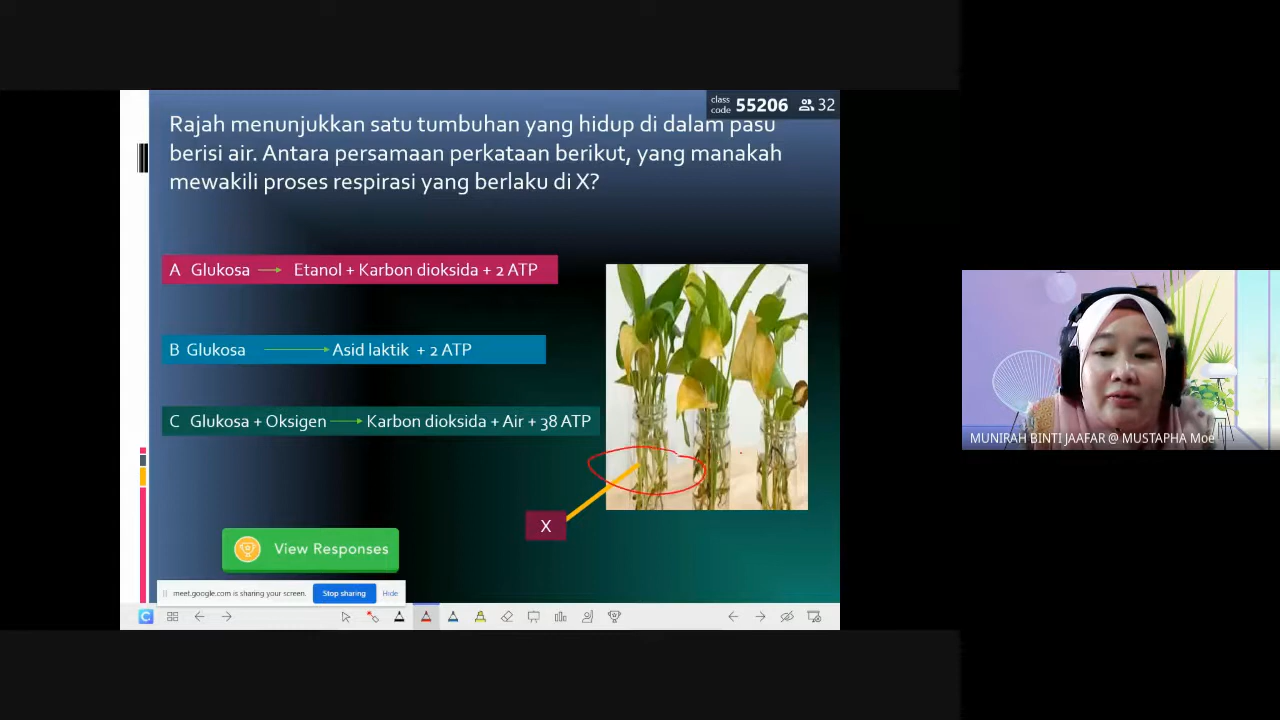 class code 55206 32
Rajah menunjukkan satu tumbuhan yang hidup di dalam pasu
berisi air. Antara persamaan perkataan berikut, yang manakah
mewakili proses respirasi yang berlaku di X?
A Glukosa → Etanol + Karbon dioksida + 2 ATP
B Glukosa → Asid laktik + 2 ATP
C Glukosa + Oksigen → Karbon dioksida + Air + 38 ATP
X
View Responses
meet.google.com is sharing your screen. Stop sharing Hide
MUNIRAH BINTI JAAFAR @ MUSTAPHA Moe